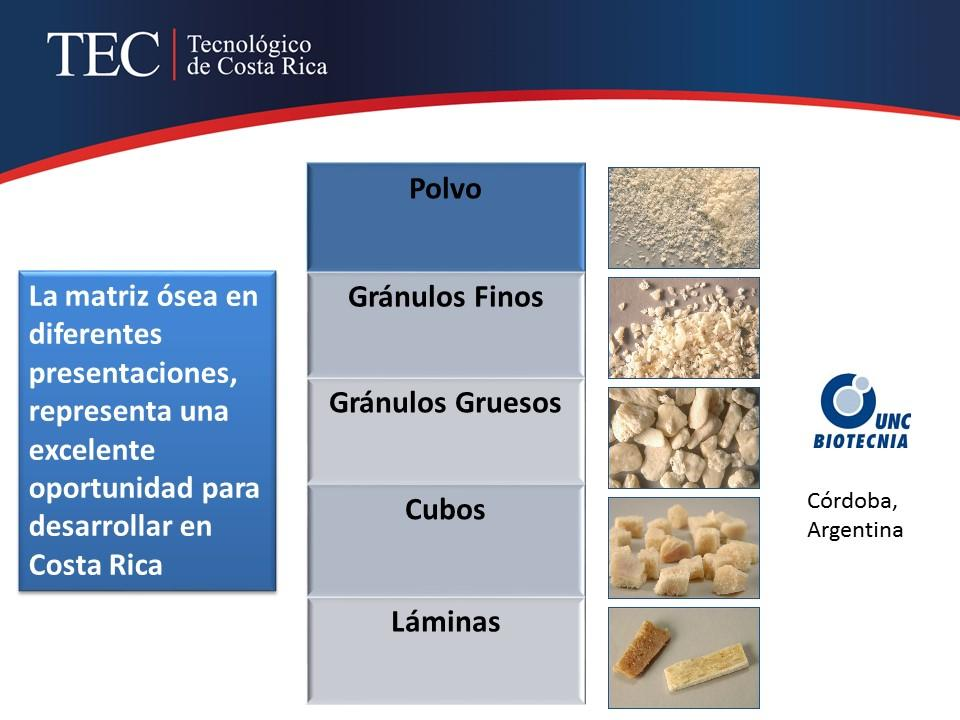 TEC
Tecnológico
de Costa Rica
La matriz ósea en
diferentes
presentaciones,
representa una
excelente
oportunidad para
desarrollar en
Costa Rica
Polvo
Gránulos Finos
Gránulos Gruesos
Cubos
Láminas
UNC
BIOTECNIA
Córdoba,
Argentina